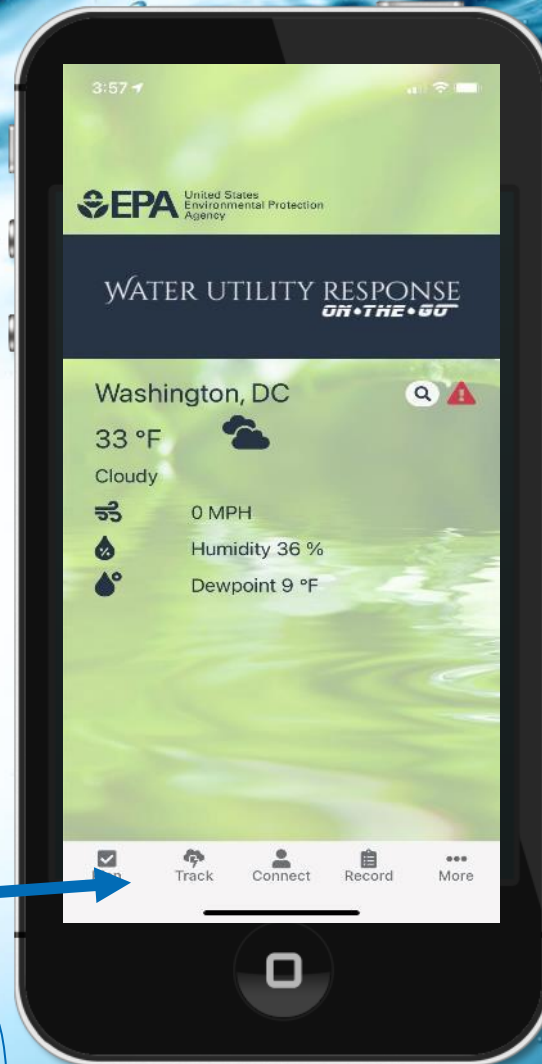 3:57
EPA United States
Environmental Protection
Agency
WATER UTILITY RESPONSE
ON•THE•GO
Washington, DC
33 °F
Cloudy
0 MPH
Humidity 36 %
Dewpoint 9 °F
Track Connect Record More